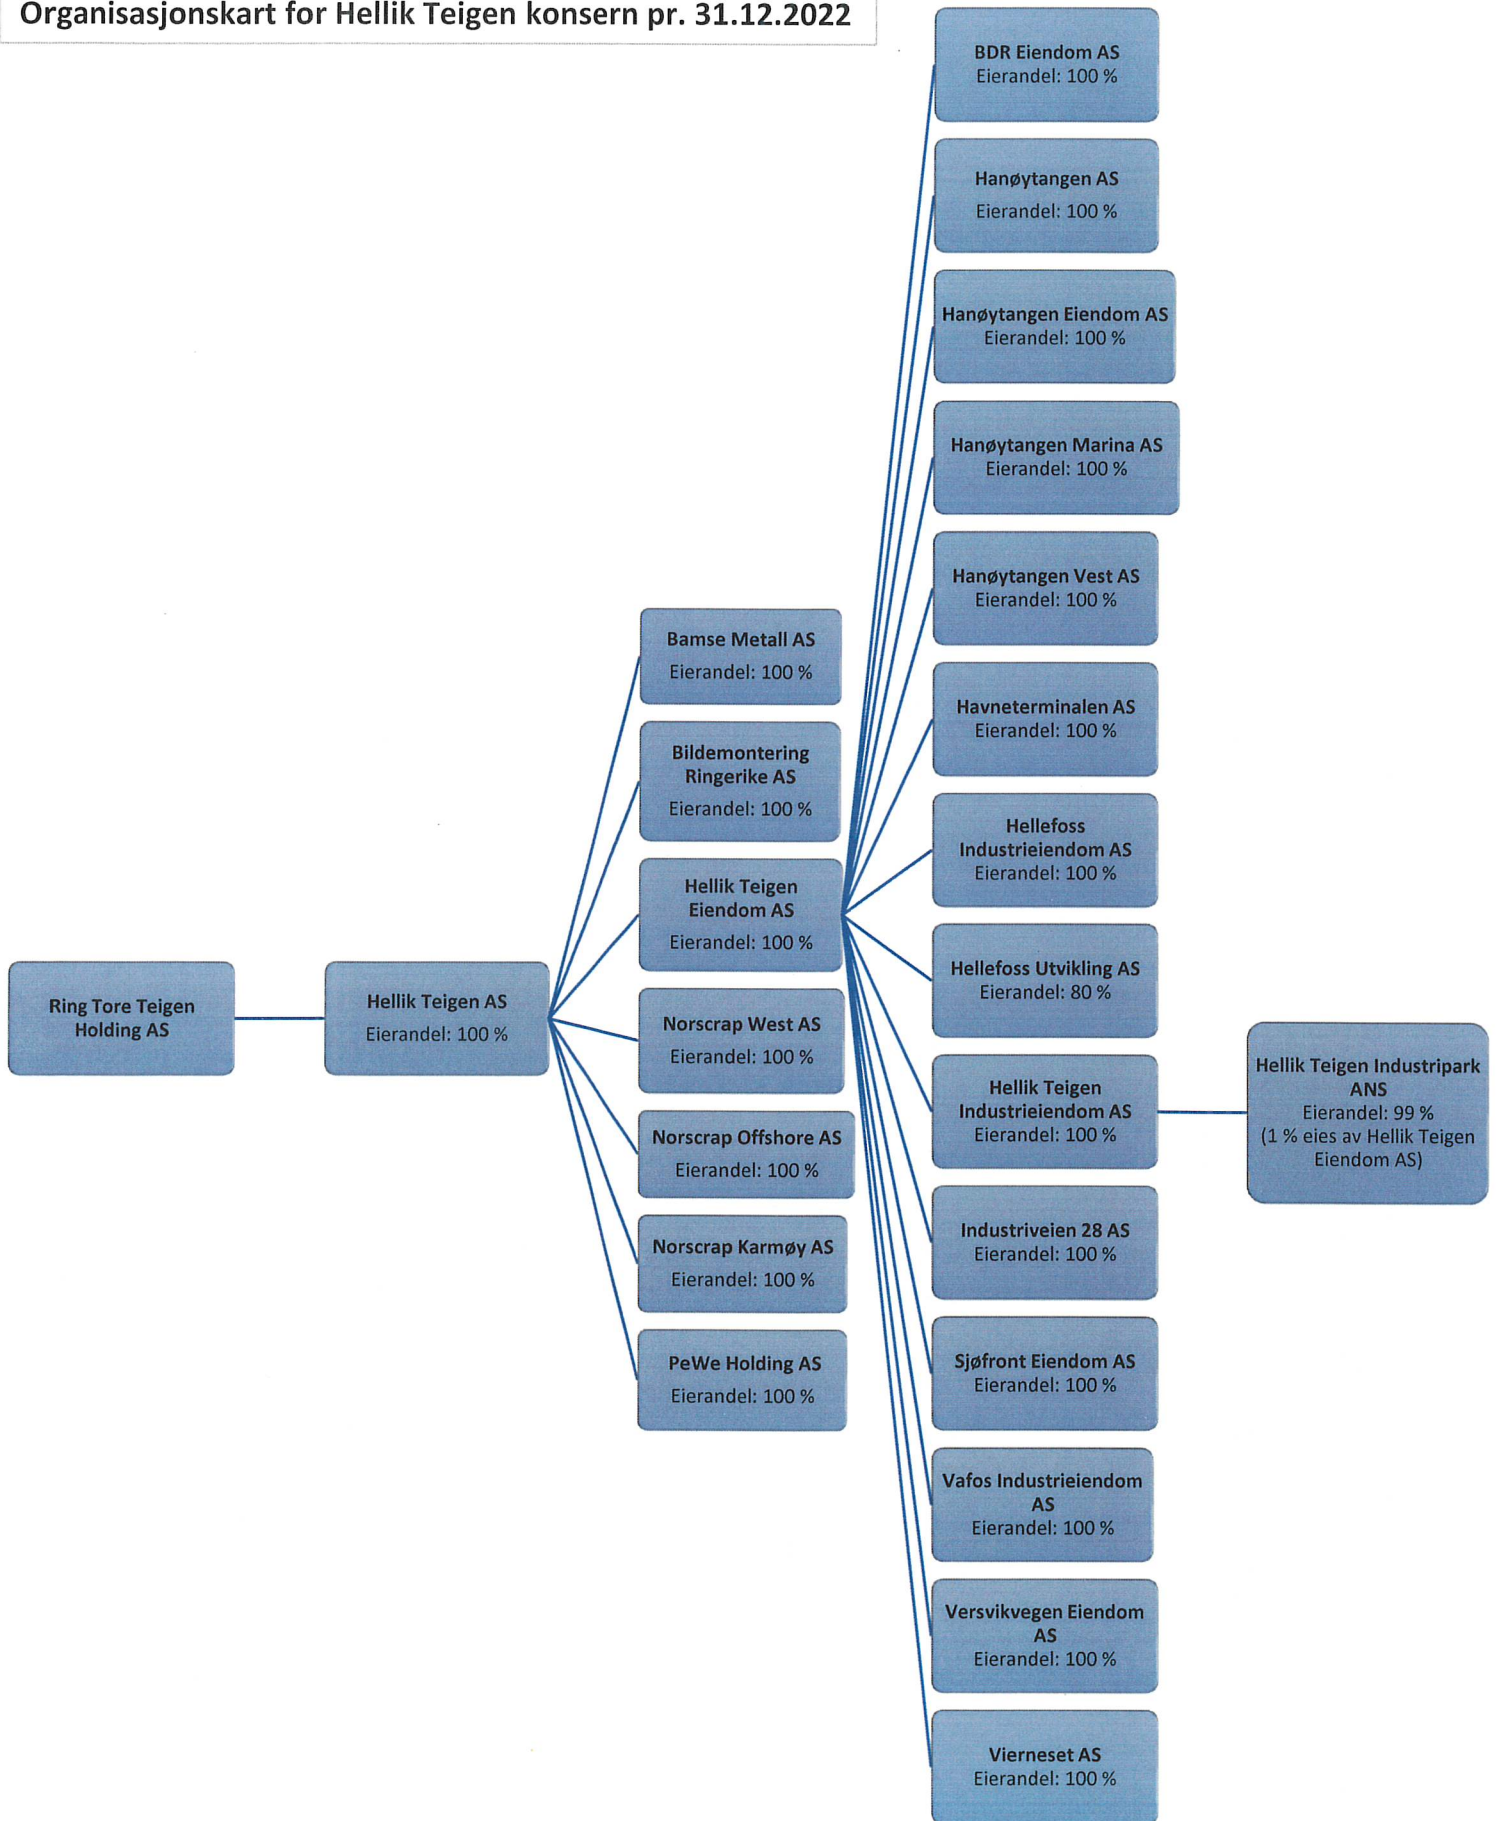 Organisasjonskart for Hellik Teigen konsern pr. 31.12.2022
Ring Tore Teigen
Holding AS
Hellik Teigen AS
Eierandel: 100 %
Bamse Metall AS
Eierandel: 100 %
Bildemontering
Ringerike AS
Eierandel: 100 %
Hellik Teigen
Eiendom AS
Eierandel: 100 %
Norscrap West AS
Eierandel: 100 %
Norscrap Offshore AS
Eierandel: 100 %
Norscrap Karmøy AS
Eierandel: 100 %
PeWe Holding AS
Eierandel: 100 %
BDR Eiendom AS
Eierandel: 100 %
Hanøytangen AS
Eierandel: 100 %
Hanøytangen Eiendom AS
Eierandel: 100 %
Hanøytangen Marina AS
Eierandel: 100 %
Hanøytangen Vest AS
Eierandel: 100 %
Havneterminalen AS
Eierandel: 100 %
Hellefoss
Industrieiendom AS
Eierandel: 100 %
Hellefoss Utvikling AS
Eierandel: 80 %
Hellik Teigen
Industrieiendom AS
Eierandel: 100 %
Industriveien 28 AS
Eierandel: 100 %
Sjøfront Eiendom AS
Eierandel: 100 %
Vafos Industrieiendom
AS
Eierandel: 100 %
Versvikvegen Eiendom
AS
Eierandel: 100 %
Vierneset AS
Eierandel: 100 %
Hellik Teigen Industripark
ANS
Eierandel: 99 %
(1 % eies av Hellik Teigen
Eiendom AS)